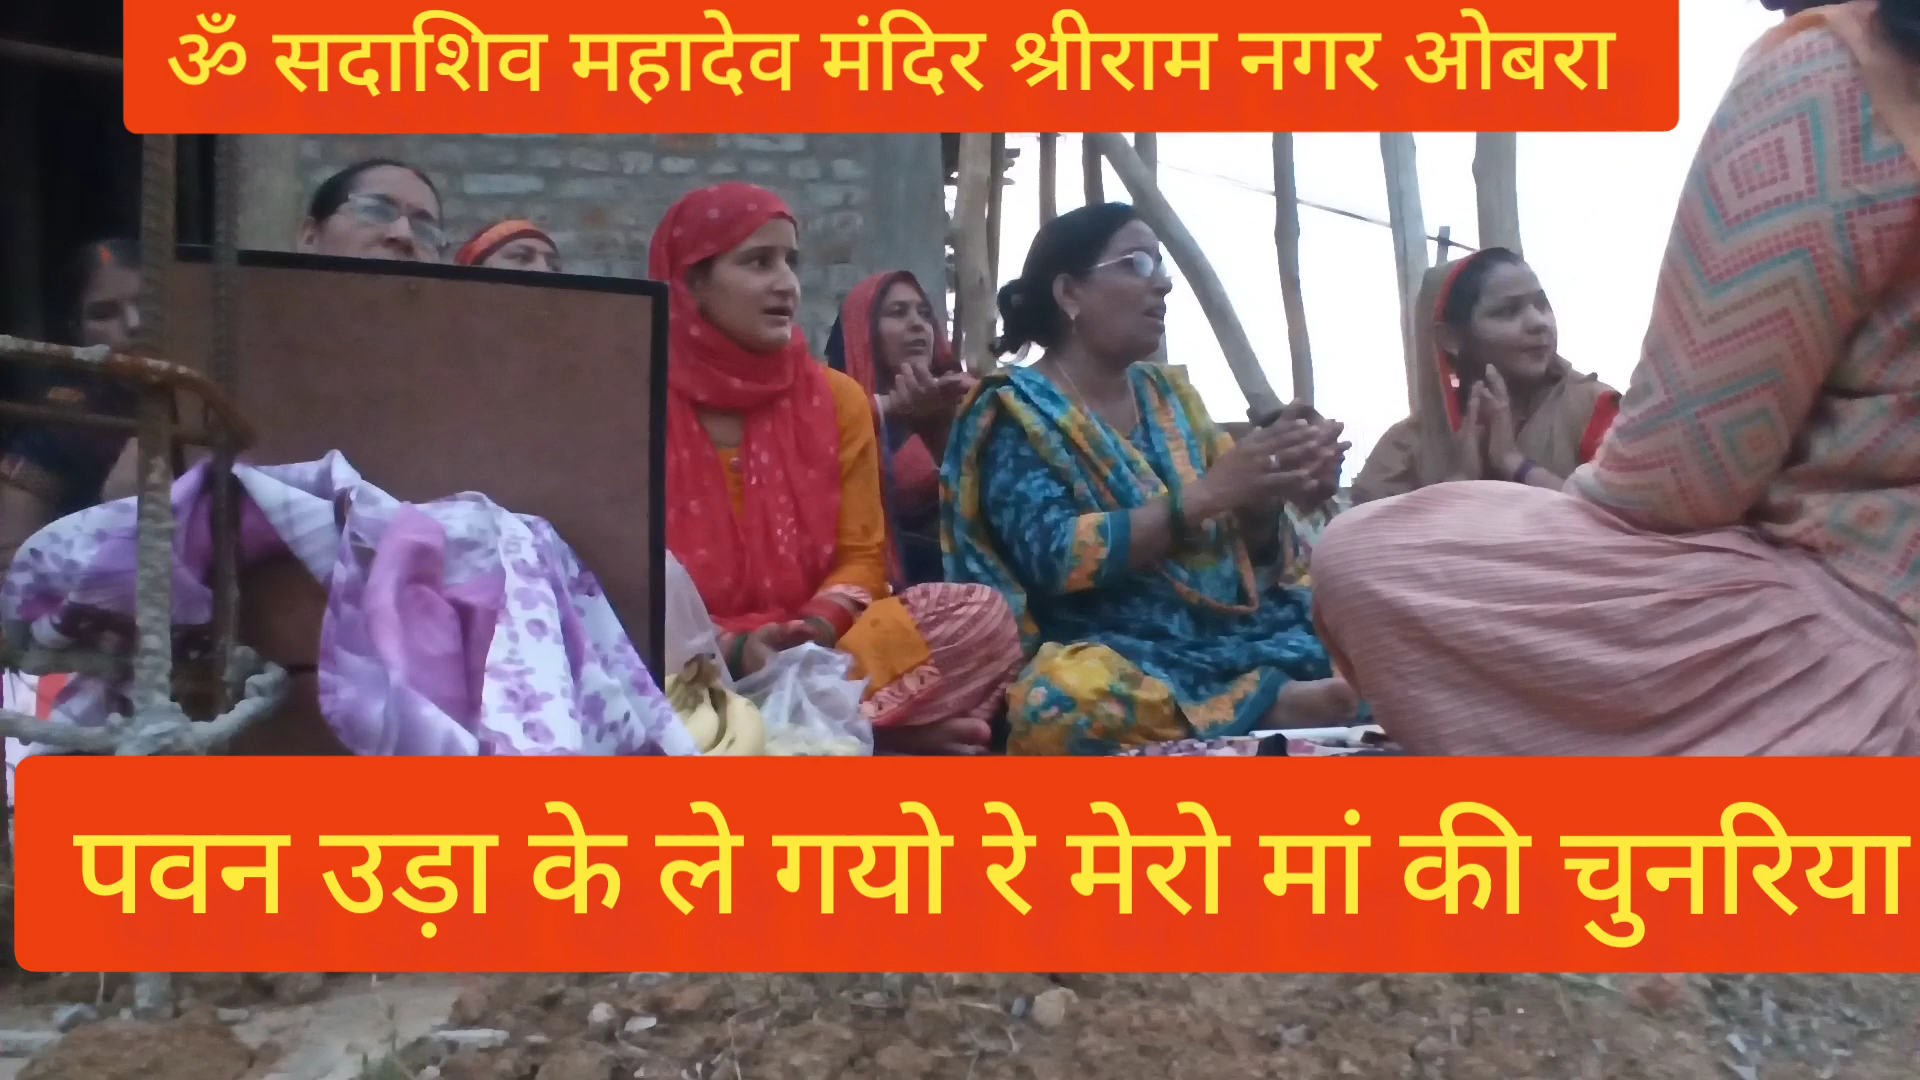 ॐ सदाशिव महादेव मंदिर श्रीराम नगर ओबरा
पवन उड़ा के ले गयो रे मेरो मां की चुनरिया